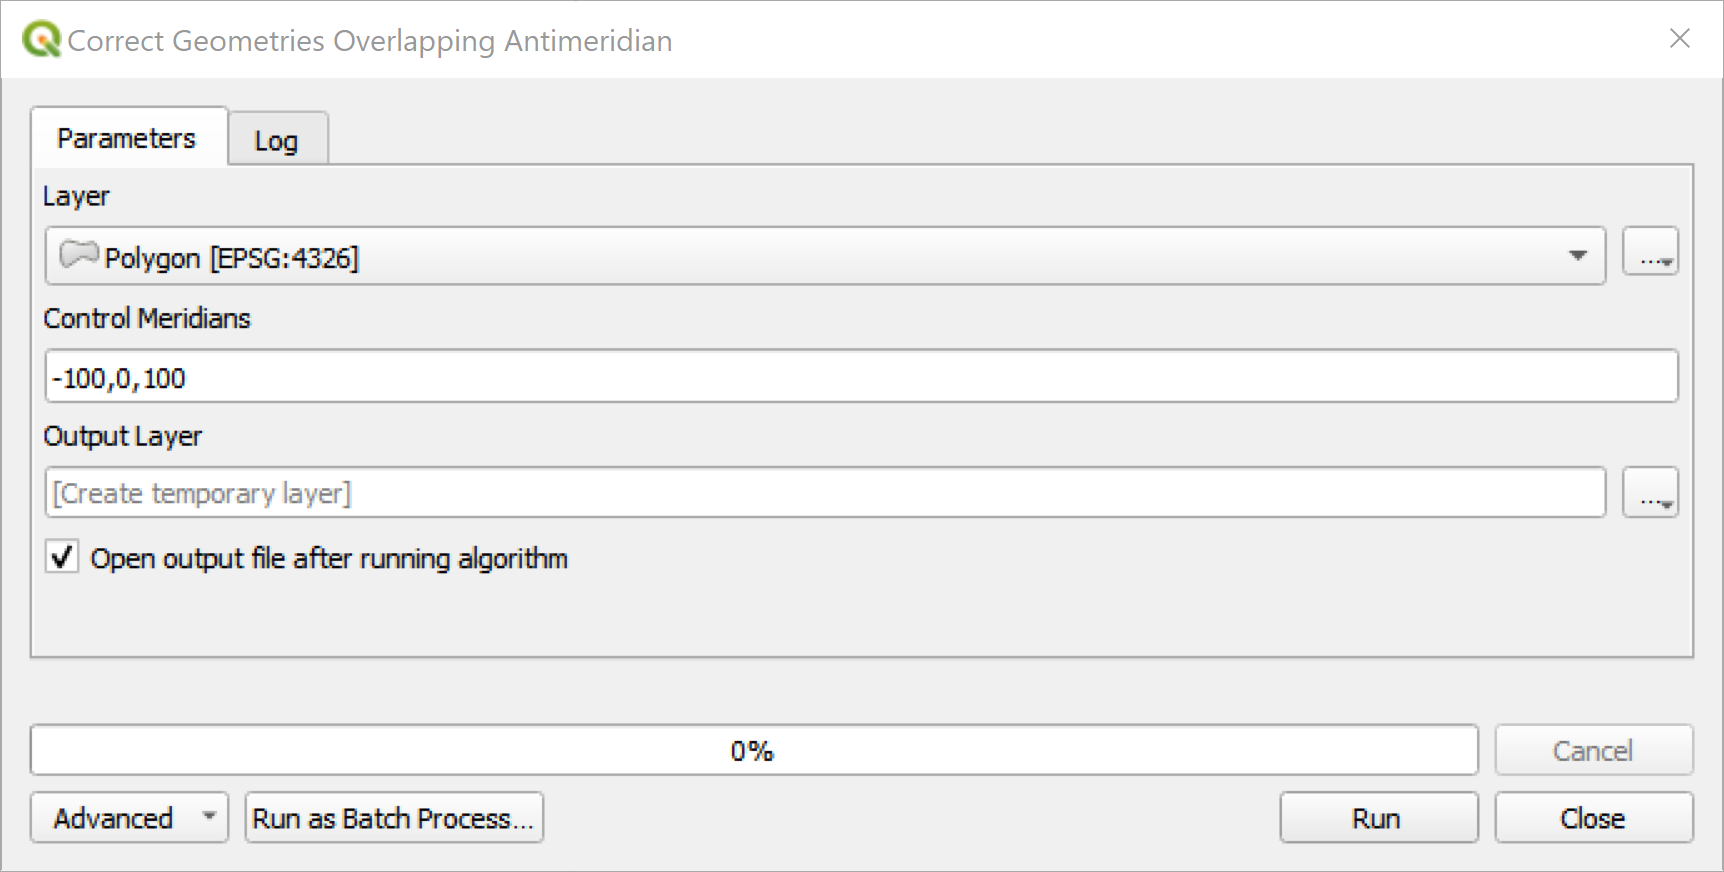 Correct Geometries Overlapping Antimeridian
Parameters
Log
Layer
Polygon [EPSG:4326]
...
Control Meridians
-100,0,100
Output Layer
[Create temporary layer]
...
Open output file after running algorithm
0%
Cancel
Advanced
Run as Batch Process...
Run
Close